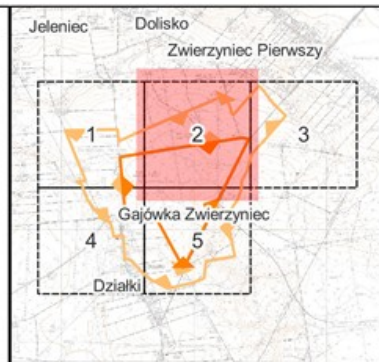 Dolisko
Jeleniec
Zwierzyniec Pierwszy
1
2
3
Gajówka Zwierzyniec
4
5
Działki